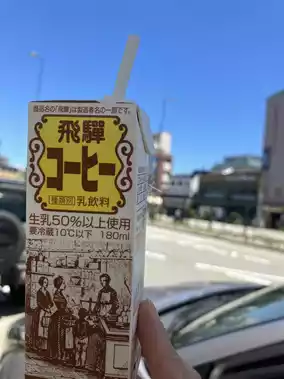 商品名の「飛騨」は製造者名の一部です。
飛騨
コーヒー
[種類別]乳飲料
生乳50%以上使用
要冷蔵10℃以下 180ml